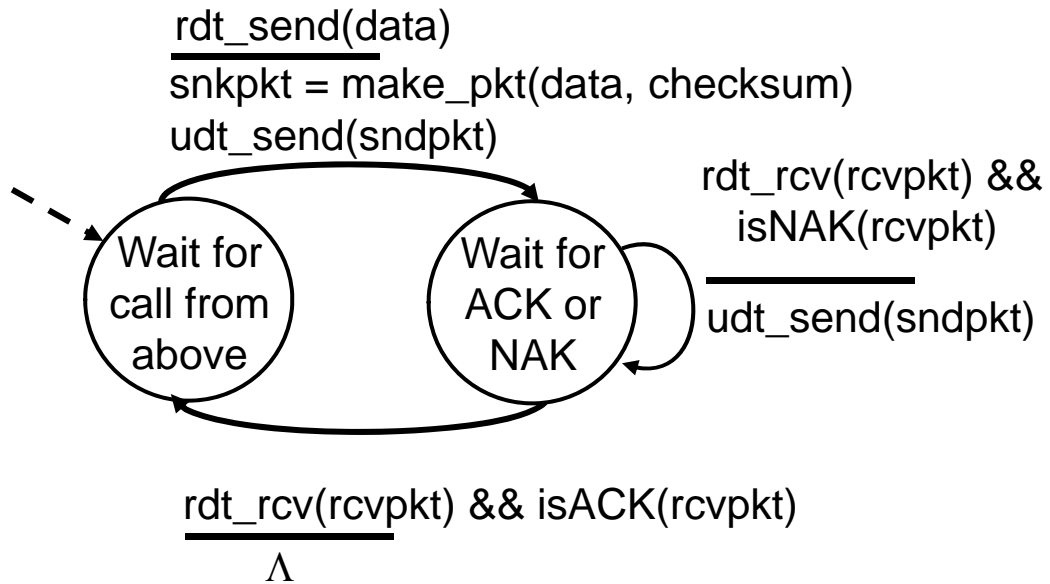 rdt_send(data)
snkpkt = make_pkt(data, checksum)
udt_send(sndpkt)
rdt_rcv(rcvpkt) &&
isNAK(rcvpkt)
udt_send(sndpkt)
Wait for
call from
above
Wait for
ACK or
NAK
rdt_rcv(rcvpkt) && isACK(rcvpkt)
Λ